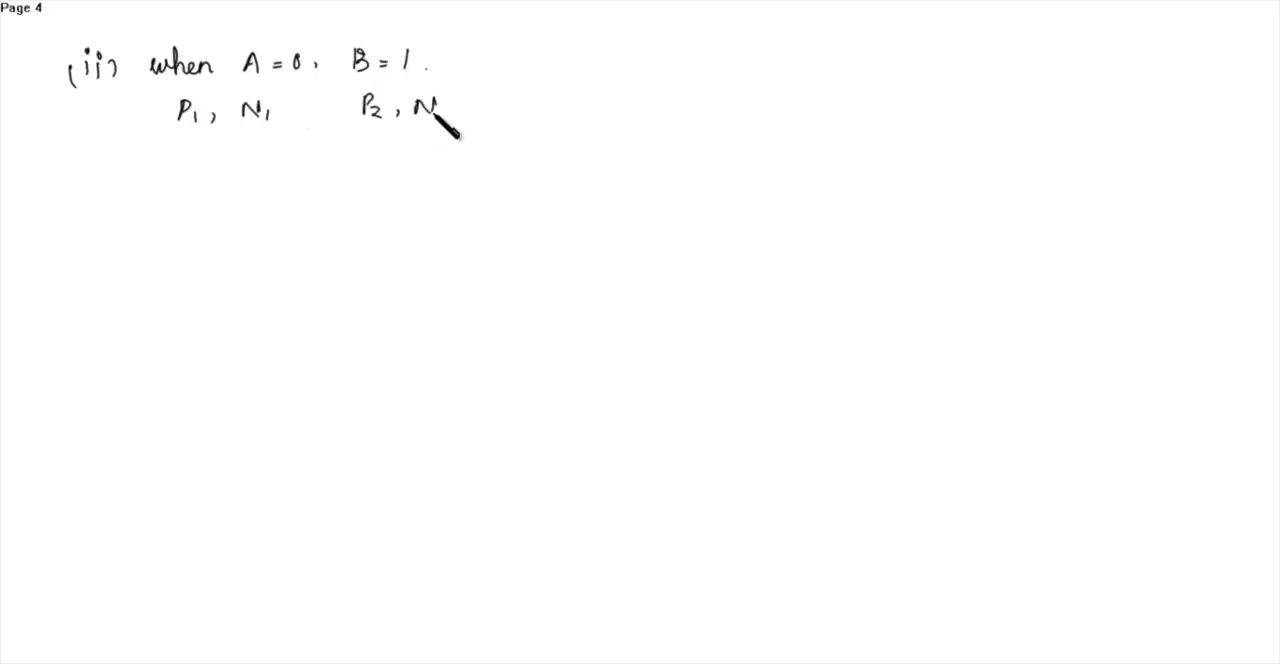 Page 4
(ii) when A = 0, B = 1.
P₁, N₁ P₂, N